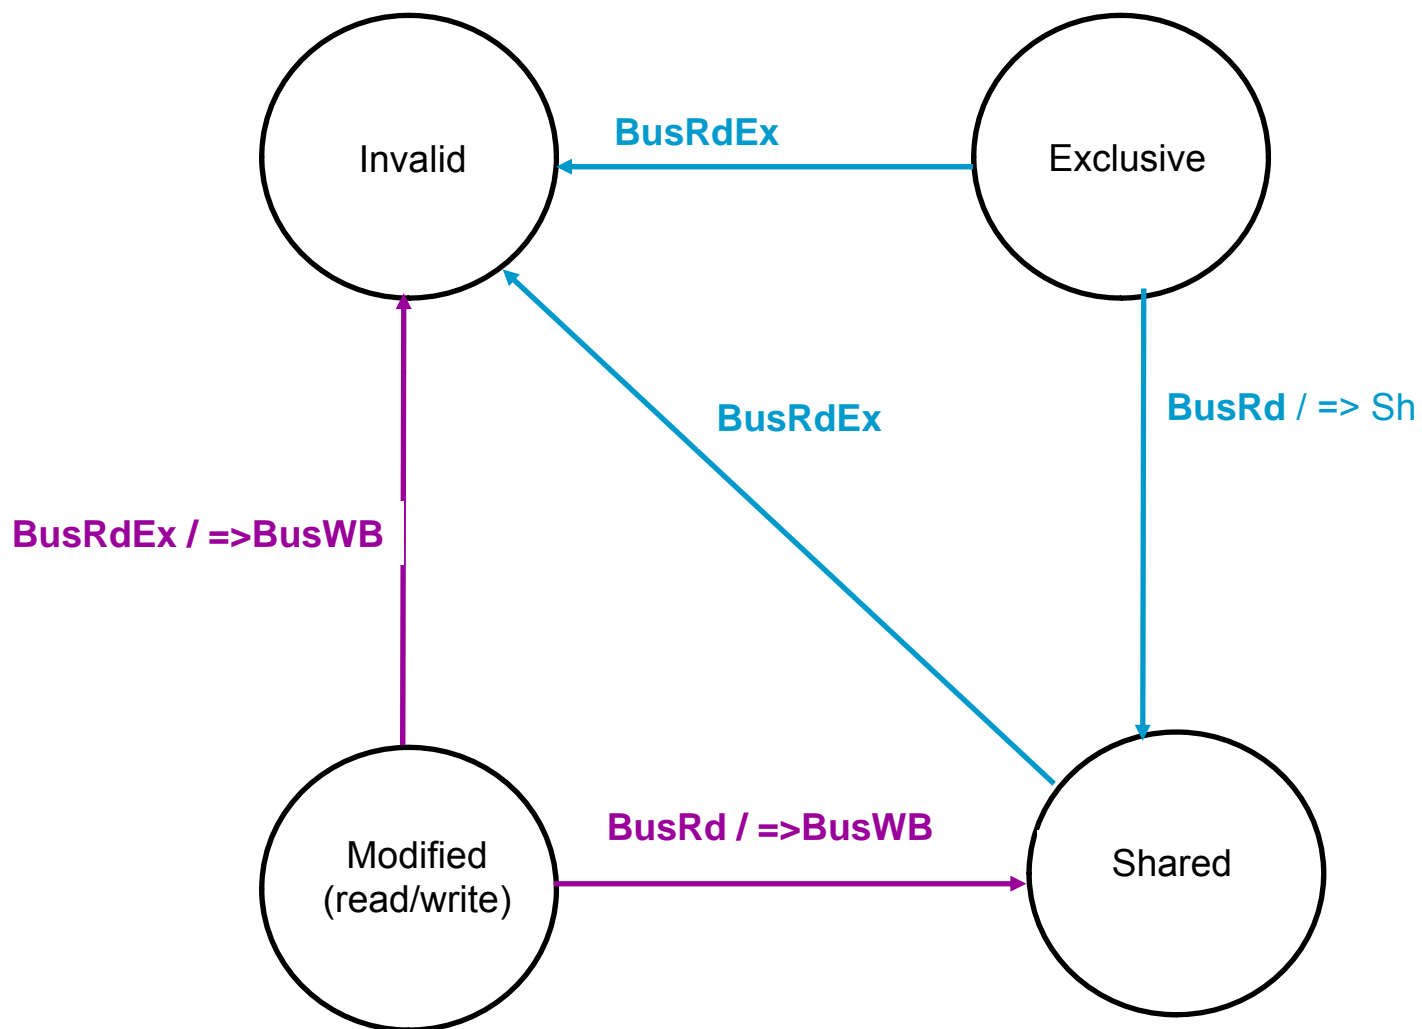 BusRdEx
Invalid
Exclusive
BusRdEx
BusRd / => Sh
BusRdEx / =>BusWB
BusRd / =>BusWB
Modified
(read/write)
Shared